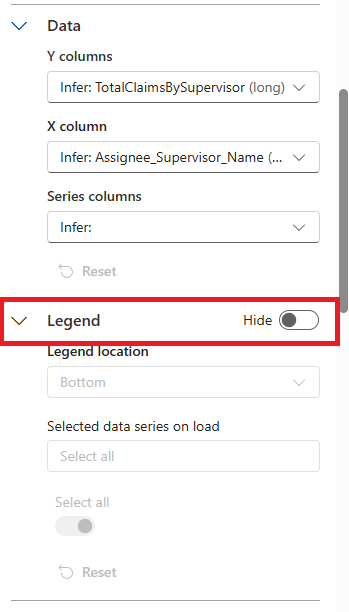 Data
Y columns
Infer: TotalClaimsBySupervisor (long)
X column
Infer: Assignee_Supervisor_Name (...
Series columns
Infer:
Reset
Legend Hide
Legend location
Bottom
Selected data series on load
Select all
Select all
Reset